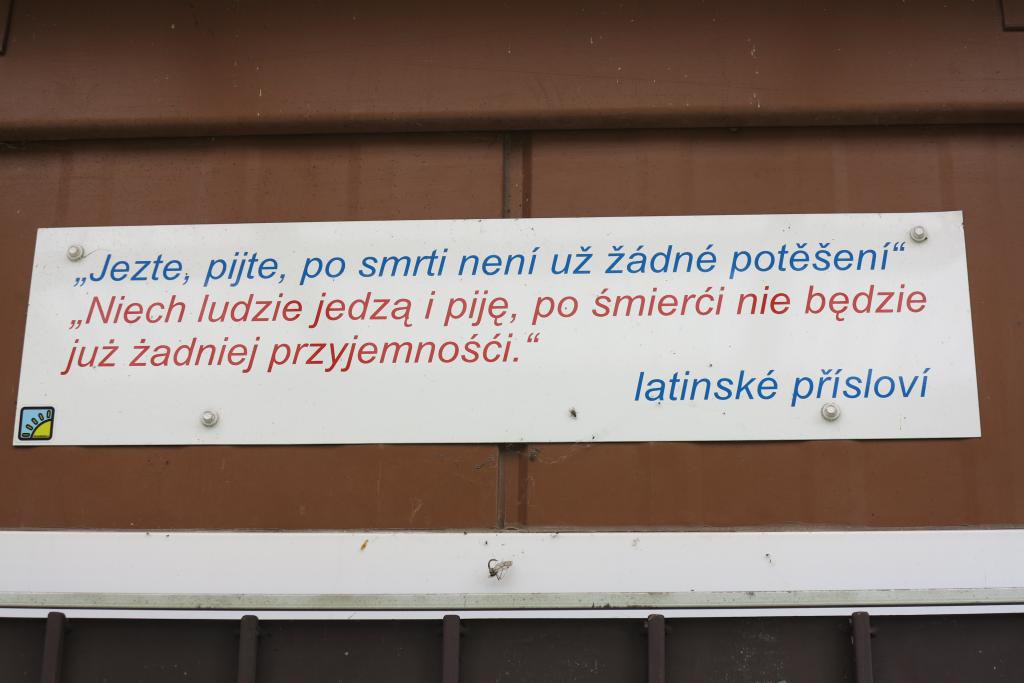 „Jezte, pijte, po smrti není už žádné potěšení“
„Niech ludzie jedzą i piję, po śmierći nie będzie
już żadniej przyjemnośći.“
latinské přísloví